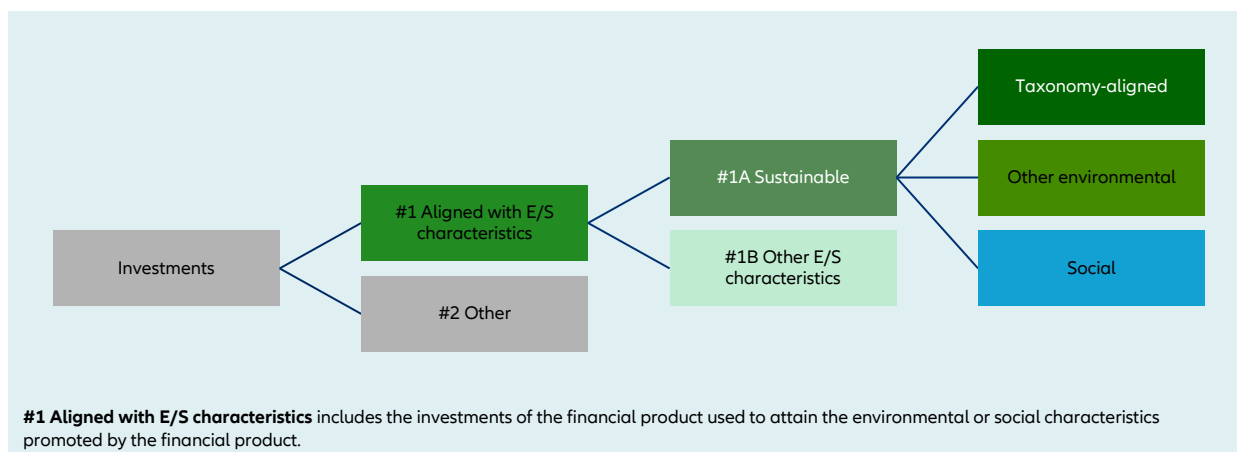 Taxonomy-aligned
#1A Sustainable
Other environmental
#1 Aligned with E/S
characteristics
#1B Other E/S
characteristics
Investments
Social
#2 Other
#1 Aligned with E/S characteristics includes the investments of the financial product used to attain the environmental or social characteristics
promoted by the financial product.